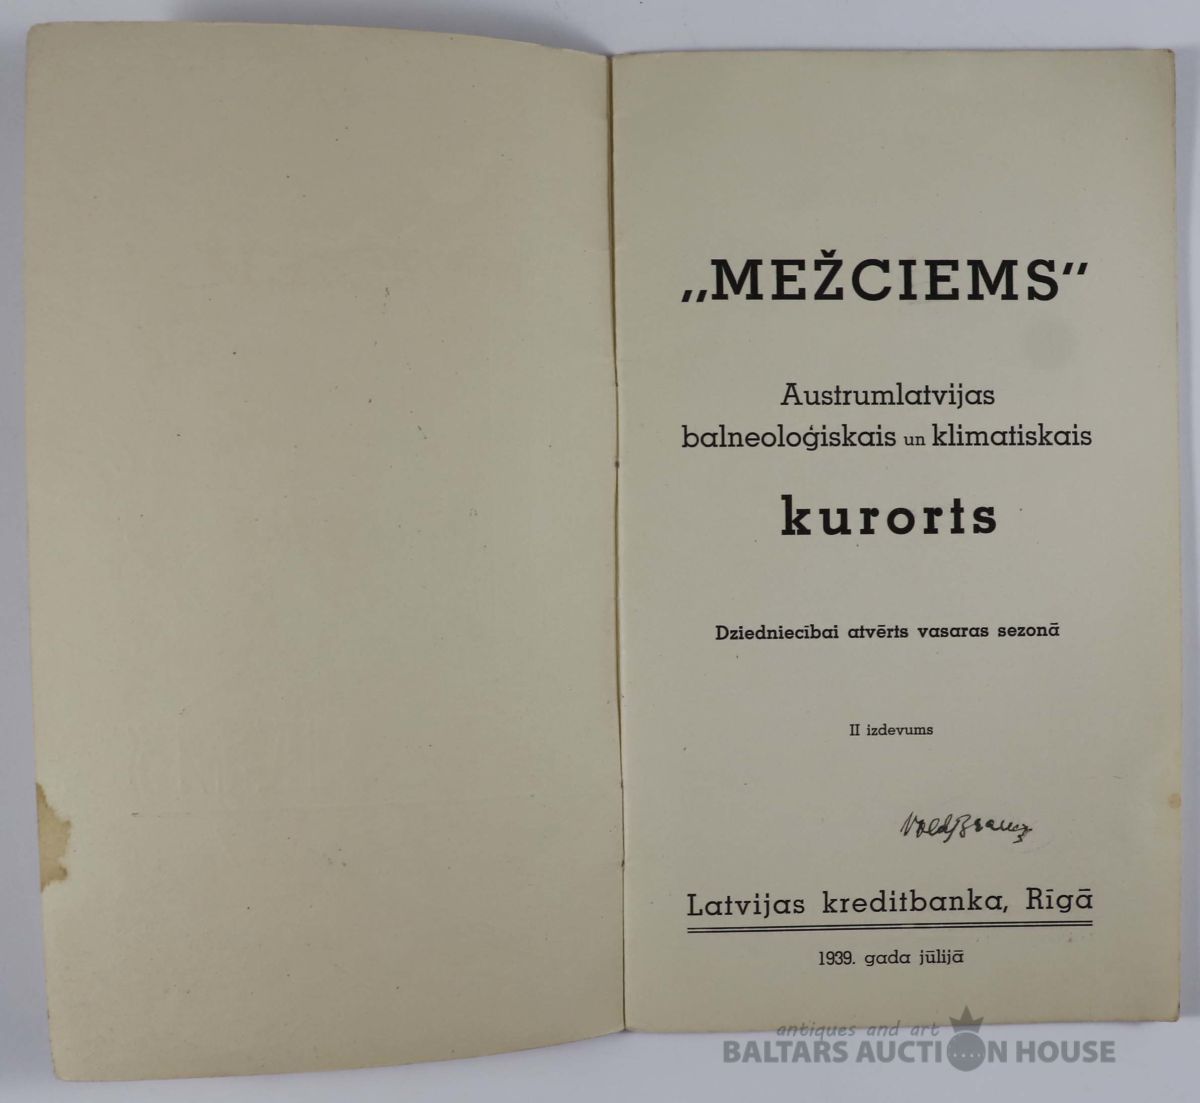 „MEŽCIEMS“
Austrumlatvijas
balneoloģiskais un klimatiskais
kurorts
Dziedniecībai atvērts vasaras sezonā
II izdevums
Latvijas kreditbanka, Rīgā
1939. gada jūlijā
antiques and art
BALTARS AUCTION HOUSE